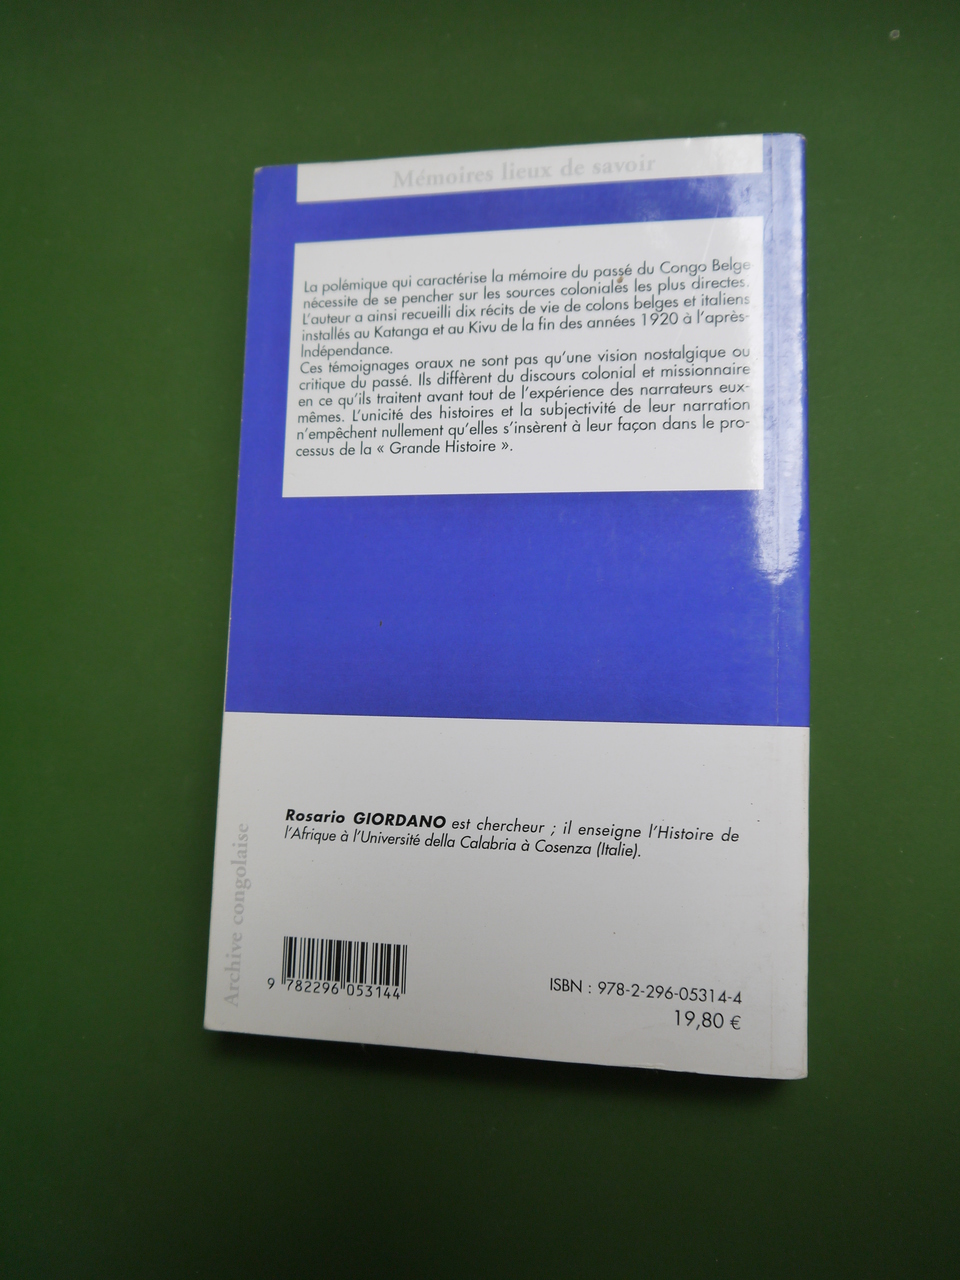 Mémoires lieux de savoir
La polémique qui caractérise la mémoire du passé du Congo Belge
nécessite de se pencher sur les sources coloniales les plus directes.
L'auteur a ainsi recueilli dix récits de vie de colons belges et italiens
installés au Katanga et au Kivu de la fin des années 1920 à l'après-
Indépendance.
Ces témoignages oraux ne sont pas qu'une vision nostalgique ou
critique du passé. Ils diffèrent du discours colonial et missionnaire
en ce qu'ils traitent avant tout de l'expérience des narrateurs eux-
mêmes. L'unicité des histoires et la subjectivité de leur narration
n'empêchent nullement qu'elles s'insèrent à leur façon dans le pro-
cessus de la « Grande Histoire ».
Rosario GIORDANO est chercheur ; il enseigne l'Histoire de
l'Afrique à l'Université della Calabria à Cosenza (Italie).
Archive congolaise
9 782296 053144
ISBN : 978-2-296-05314-4
19,80 €